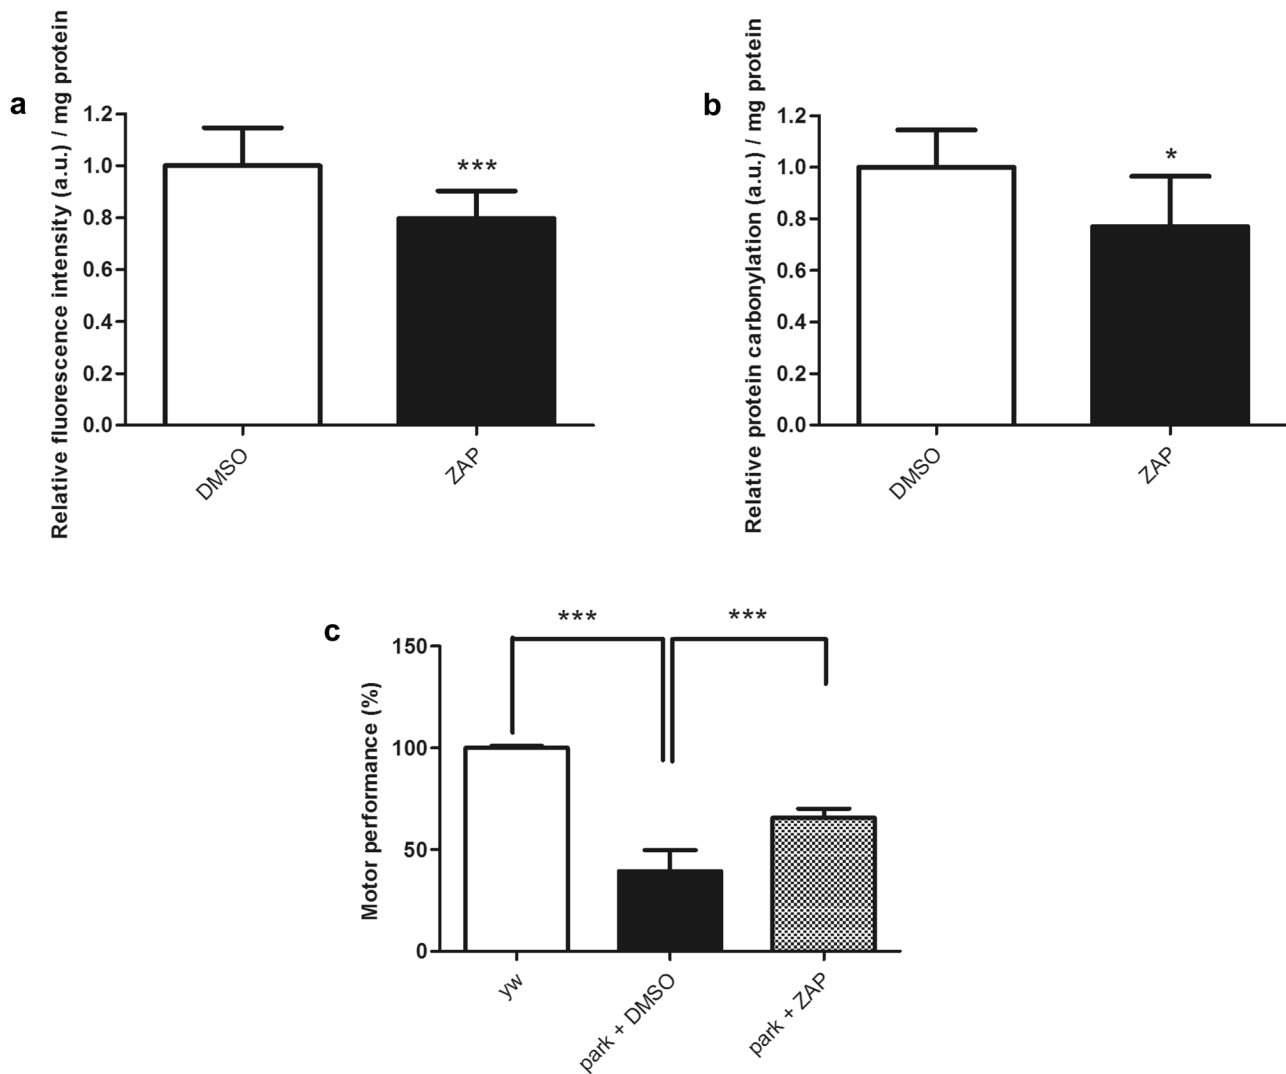 a
Relative fluorescence intensity (a.u.) / mg protein
1.2
1.0
0.8
0.6
0.4
0.2
0.0
***
DMSO
ZAP
b
Relative protein carbonylation (a.u.) / mg protein
1.2
1.0
0.8
0.6
0.4
0.2
0.0
*
DMSO
ZAP
c
Motor performance (%)
150
100
50
0
***
***
yw
park + DMSO
park + ZAP